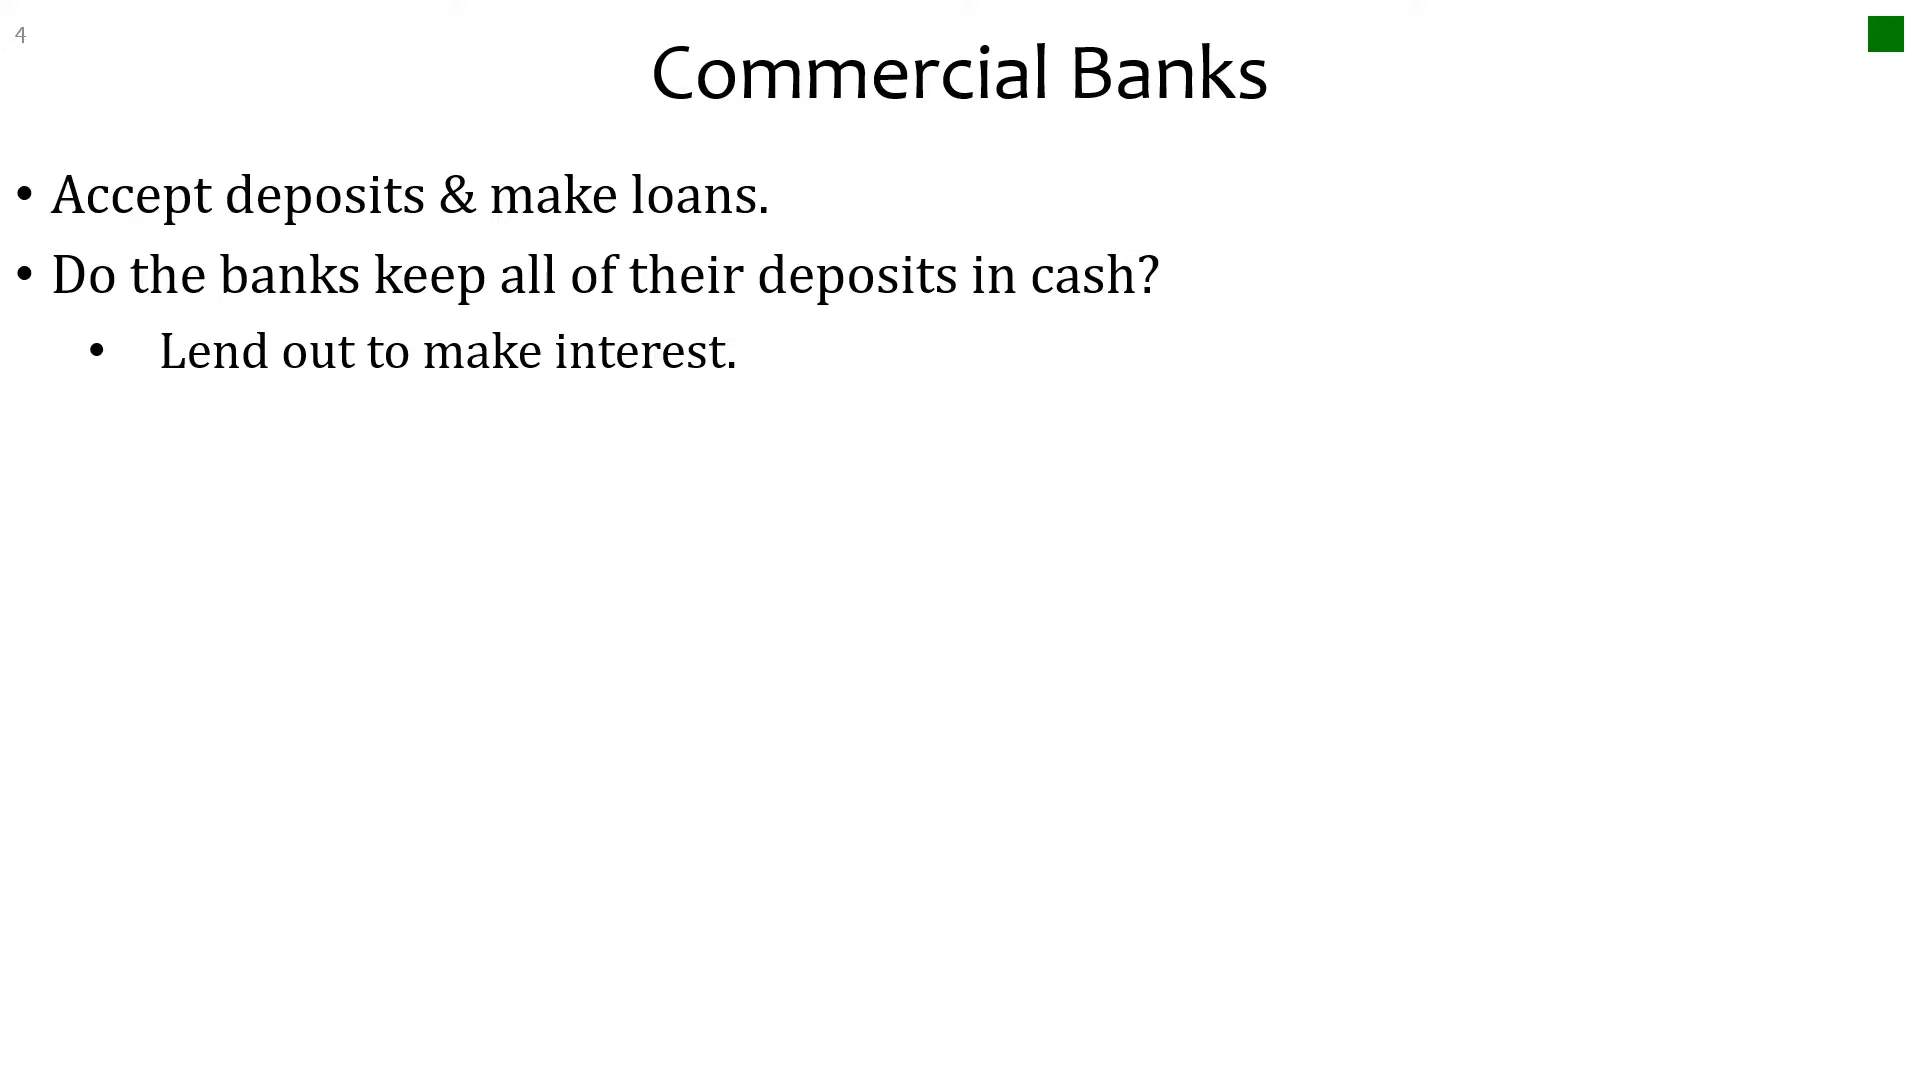 4
Commercial Banks
• Accept deposits & make loans.
• Do the banks keep all of their deposits in cash?
• Lend out to make interest.